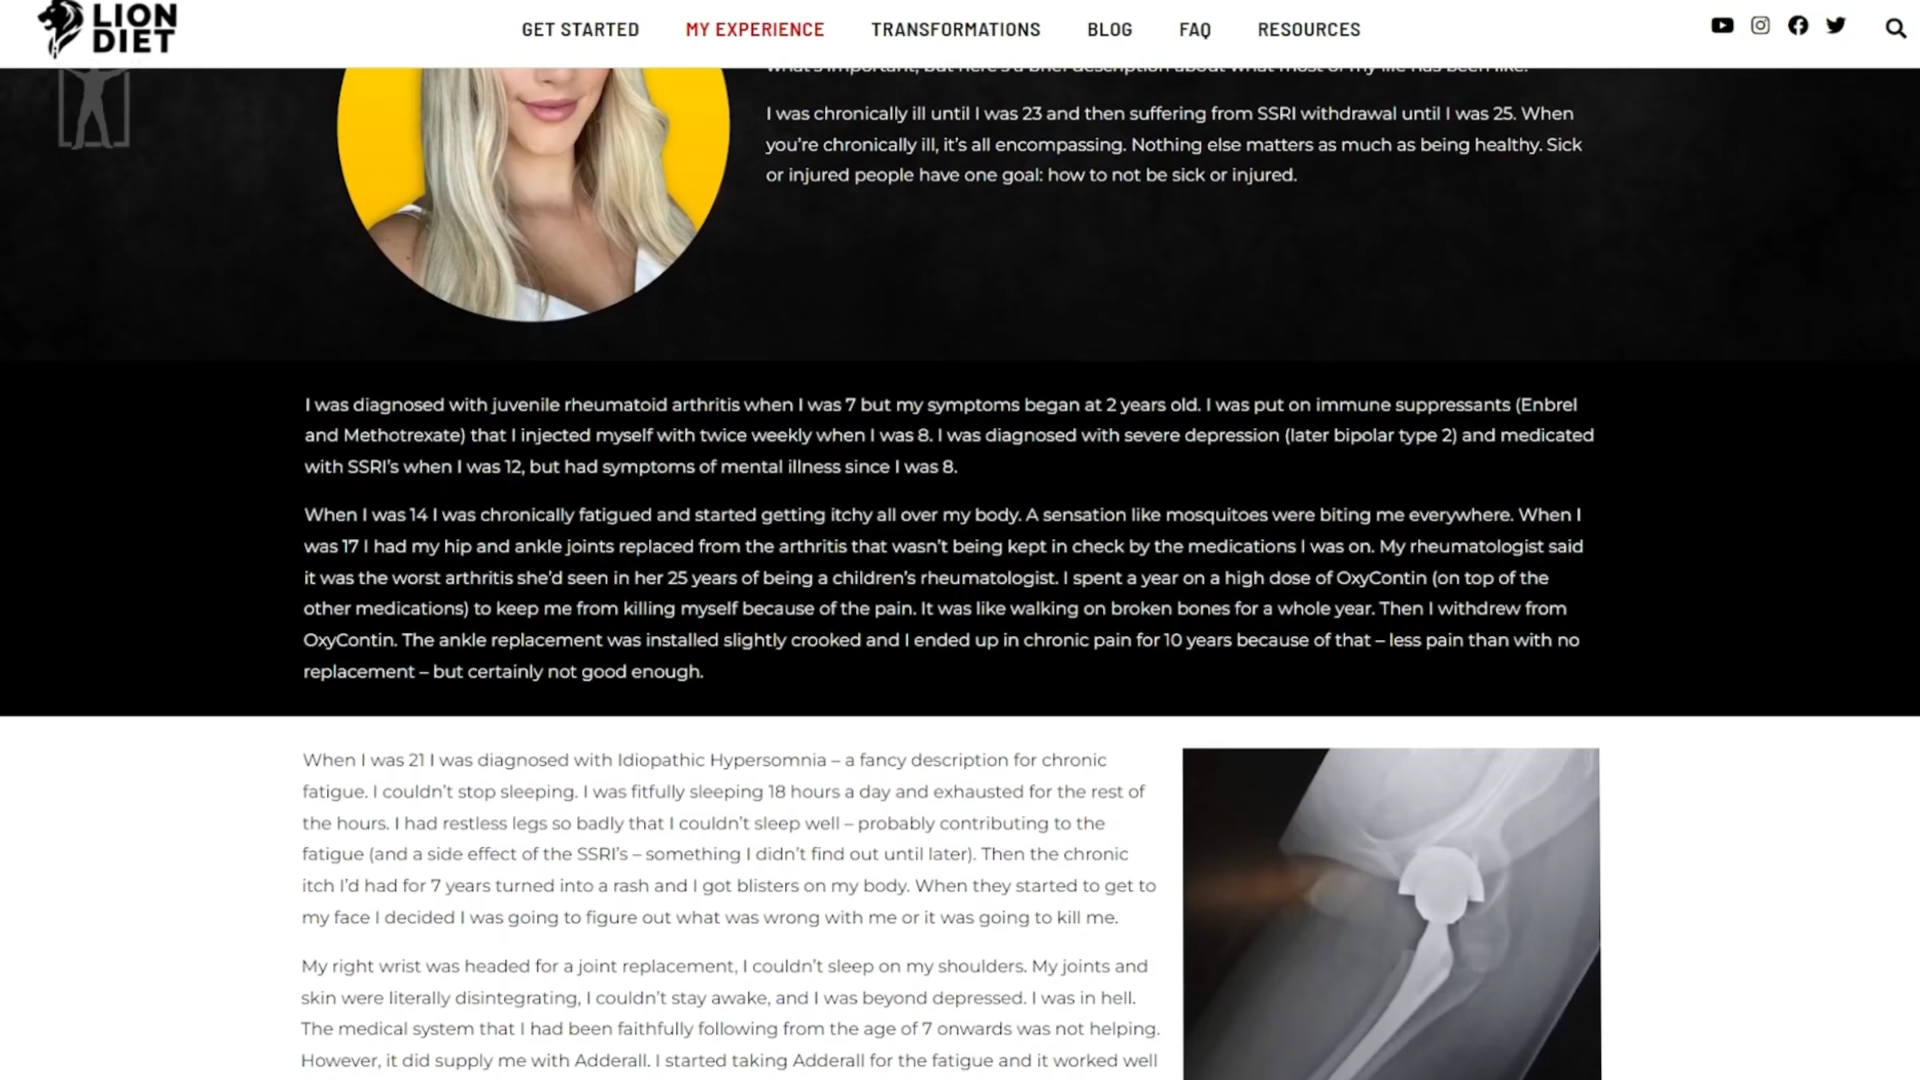 LION
DIET
GET STARTED
MY EXPERIENCE
TRANSFORMATIONS
BLOG
FAQ
RESOURCES
what's important, but here's a brief description about what most of my life has been like.
I was chronically ill until I was 23 and then suffering from SSRI withdrawal until I was 25. When
you're chronically ill, it's all encompassing. Nothing else matters as much as being healthy. Sick
or injured people have one goal: how to not be sick or injured.
I was diagnosed with juvenile rheumatoid arthritis when I was 7 but my symptoms began at 2 years old. I was put on immune suppressants (Enbrel
and Methotrexate) that I injected myself with twice weekly when I was 8. I was diagnosed with severe depression (later bipolar type 2) and medicated
with SSRI's when I was 12, but had symptoms of mental illness since I was 8.
When I was 14 I was chronically fatigued and started getting itchy all over my body. A sensation like mosquitoes were biting me everywhere. When I
was 17 I had my hip and ankle joints replaced from the arthritis that wasn't being kept in check by the medications I was on. My rheumatologist said
it was the worst arthritis she'd seen in her 25 years of being a children's rheumatologist. I spent a year on a high dose of OxyContin (on top of the
other medications) to keep me from killing myself because of the pain. It was like walking on broken bones for a whole year. Then I withdrew from
OxyContin. The ankle replacement was installed slightly crooked and I ended up in chronic pain for 10 years because of that – less pain than with no
replacement – but certainly not good enough.
When I was 21 I was diagnosed with Idiopathic Hypersomnia – a fancy description for chronic
fatigue. I couldn't stop sleeping. I was fitfully sleeping 18 hours a day and exhausted for the rest of
the hours. I had restless legs so badly that I couldn't sleep well – probably contributing to the
fatigue (and a side effect of the SSRI's – something I didn't find out until later). Then the chronic
itch I'd had for 7 years turned into a rash and I got blisters on my body. When they started to get to
my face I decided I was going to figure out what was wrong with me or it was going to kill me.
My right wrist was headed for a joint replacement, I couldn't sleep on my shoulders. My joints and
skin were literally disintegrating, I couldn't stay awake, and I was beyond depressed. I was in hell.
The medical system that I had been faithfully following from the age of 7 onwards was not helping.
However, it did supply me with Adderall. I started taking Adderall for the fatigue and it worked well